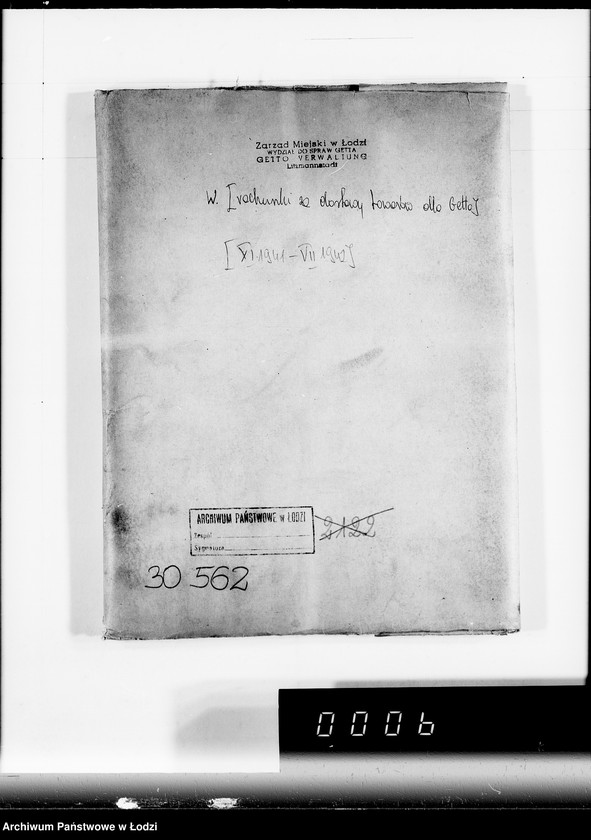 Zarząd Miejski w Łodzi
WYDZIAŁ DO SPRAW GETTA
GETTO VERWALTUNG
Litzmannstadt
W. [rachunki za dostawy towarów dla Getta]
[XI 1941 – VII 1942]
ARCHIWUM PAŃSTWOWE w ŁODZI
Zespół
Sygnatura
2122
30 562
0006
Archiwum Państwowe w Łodzi